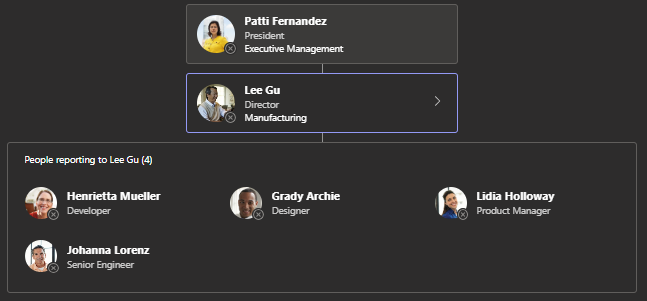 Patti Fernandez
President
Executive Management
Lee Gu
Director
Manufacturing
People reporting to Lee Gu (4)
Henrietta Mueller
Developer
Grady Archie
Designer
Lidia Holloway
Product Manager
Johanna Lorenz
Senior Engineer